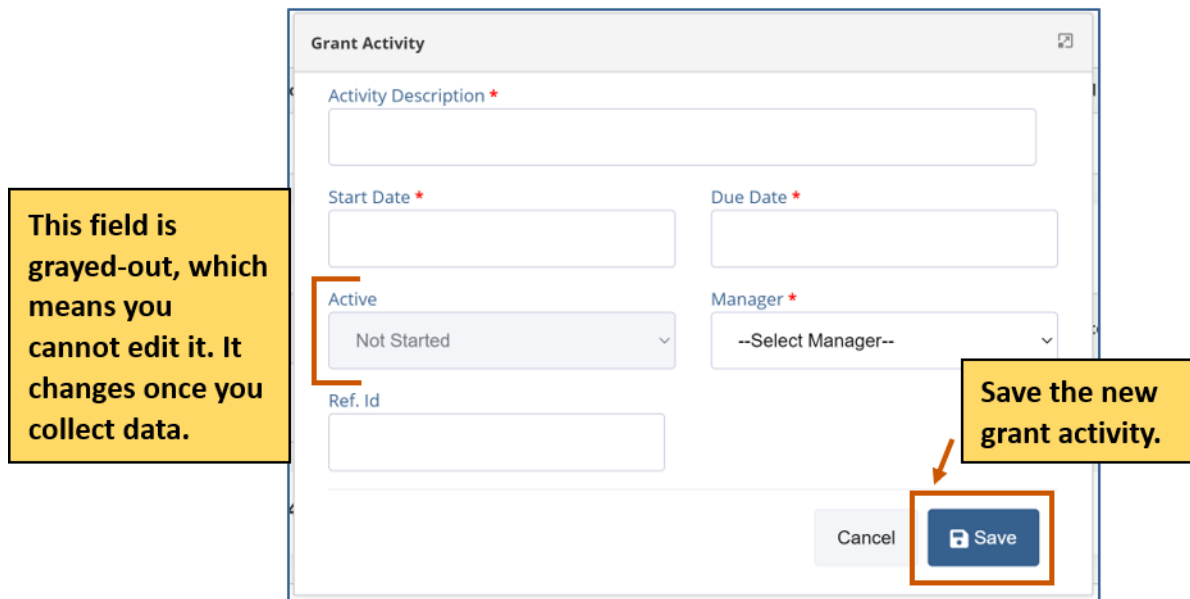 Grant Activity
Activity Description *
Start Date *
Due Date *
This field is
grayed-out, which
means you
cannot edit it. It
changes once you
collect data.
Active
Not Started
Manager *
--Select Manager--
Ref. Id
Save the new
grant activity.
Cancel
Save